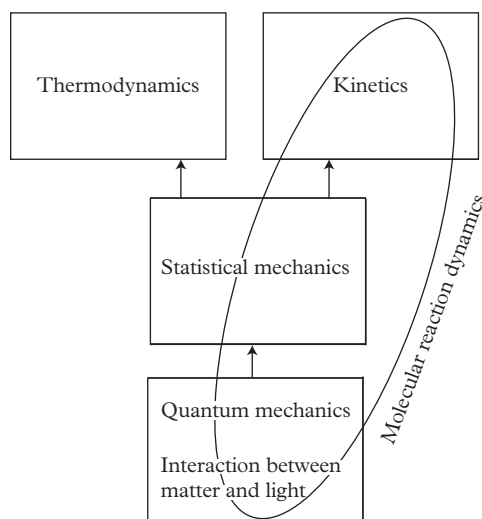 Thermodynamics
Kinetics
Statistical mechanics
Molecular reaction dynamics
Quantum mechanics
Interaction between
matter and light